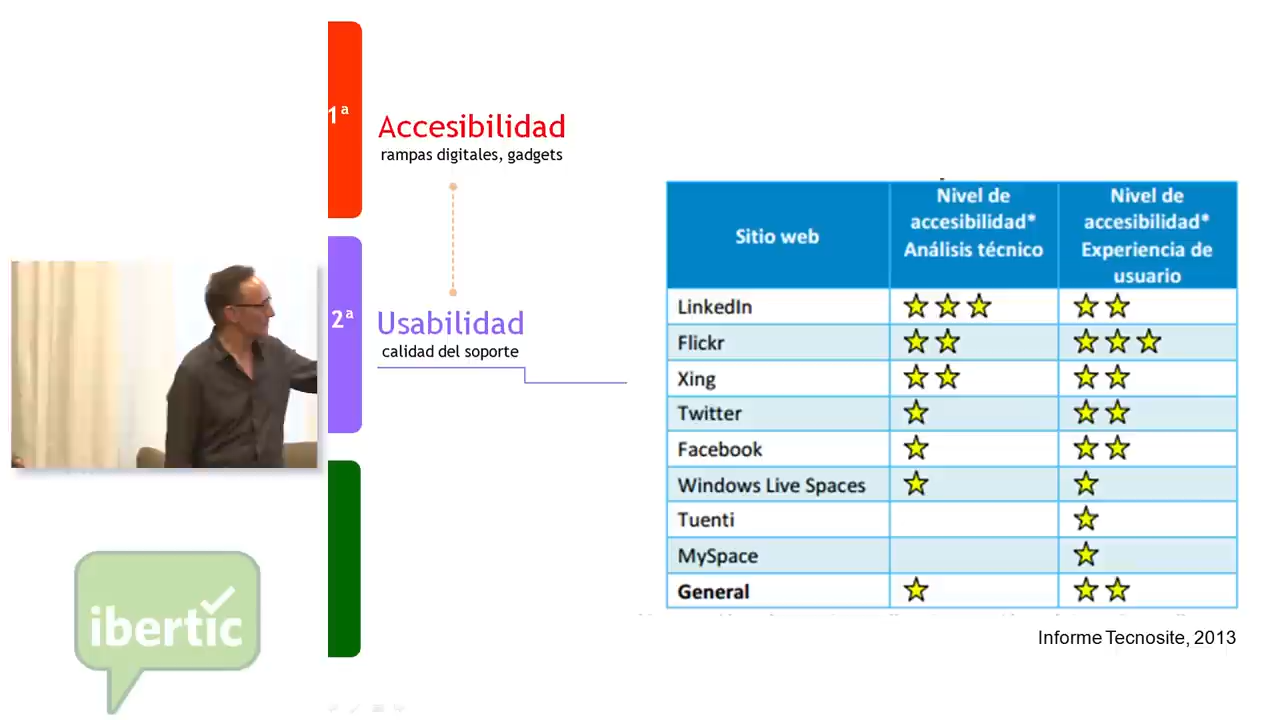 1ª
Accesibilidad
rampas digitales, gadgets
2ª
Usabilidad
calidad del soporte
Sitio web
Nivel de
accesibilidad*
Análisis técnico
Nivel de
accesibilidad*
Experiencia de
usuario
LinkedIn
Flickr
Xing
Twitter
Facebook
Windows Live Spaces
Tuenti
MySpace
General
Informe Tecnosite, 2013
ibertic